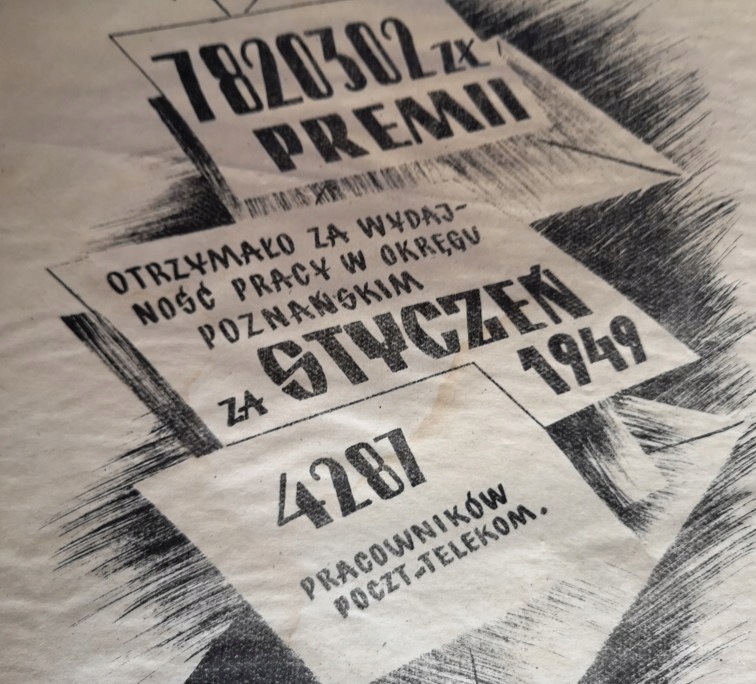 7820302 ZŁ
PREMII
OTRZYMAŁO ZA WYDAJ-
NOŚĆ PRACY W OKRĘGU
POZNAŃSKIM
ZA STYCZEŃ
1949
4287
PRACOWNIKÓW
POCZT.-TELEKOM.